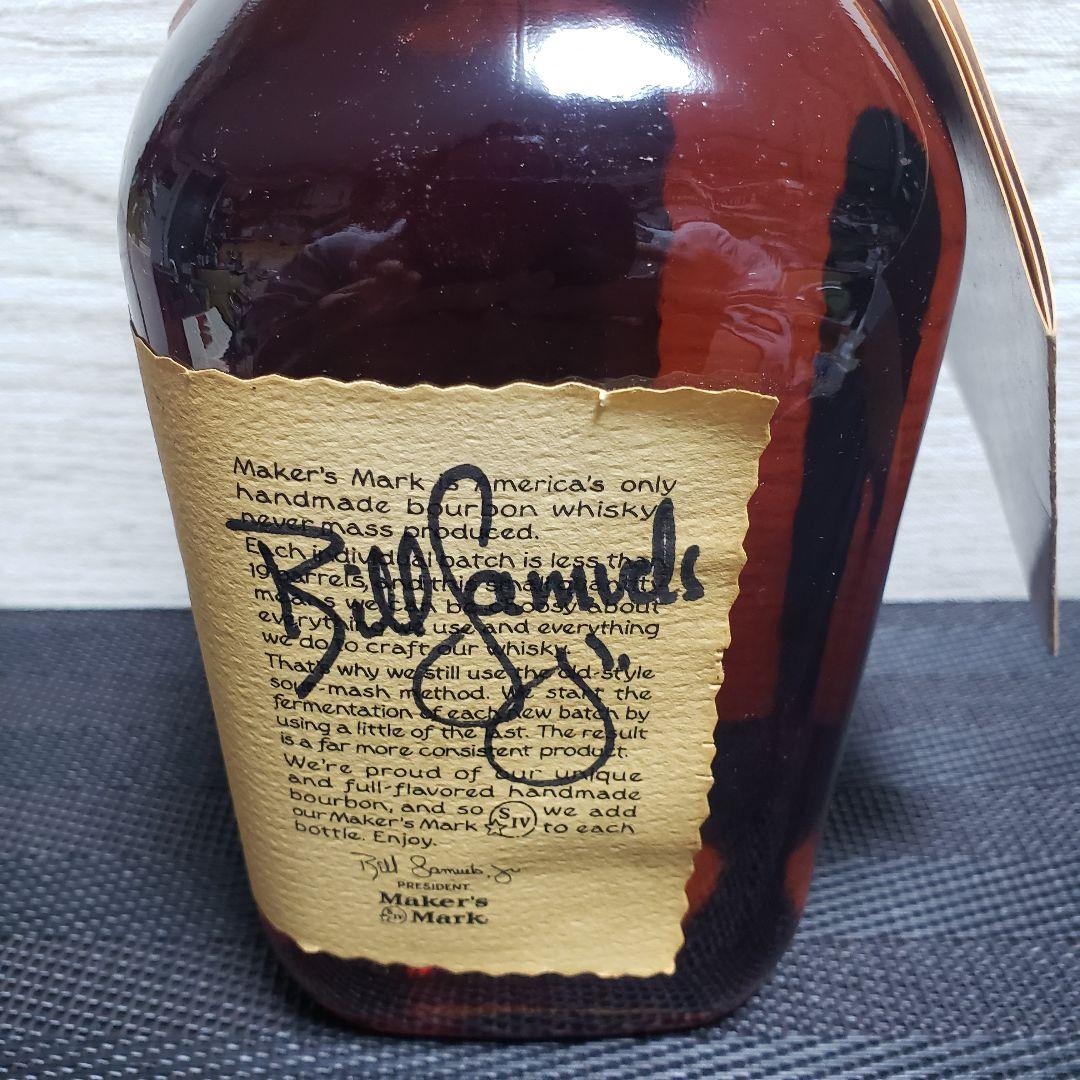 Maker's Mark is America's only
handmade bourbon whisky,
never mass produced.
Each individual batch is less than
19 barrels, and this small
means we can be choosy about
everything we use and everything
we do to craft our whisky.
That's why we still use the old-style
sour-mash method. We start the
fermentation of each new batch by
using a little of the last. The result
is a far more consistent product.
We're proud of our unique
and full-flavored handmade
bourbon, and so we add
our Maker's Mark S IV to each
bottle. Enjoy.
Bill Samuels, Jr
PRESIDENT
Maker's
S IV Mark
Bill Samuels Jr